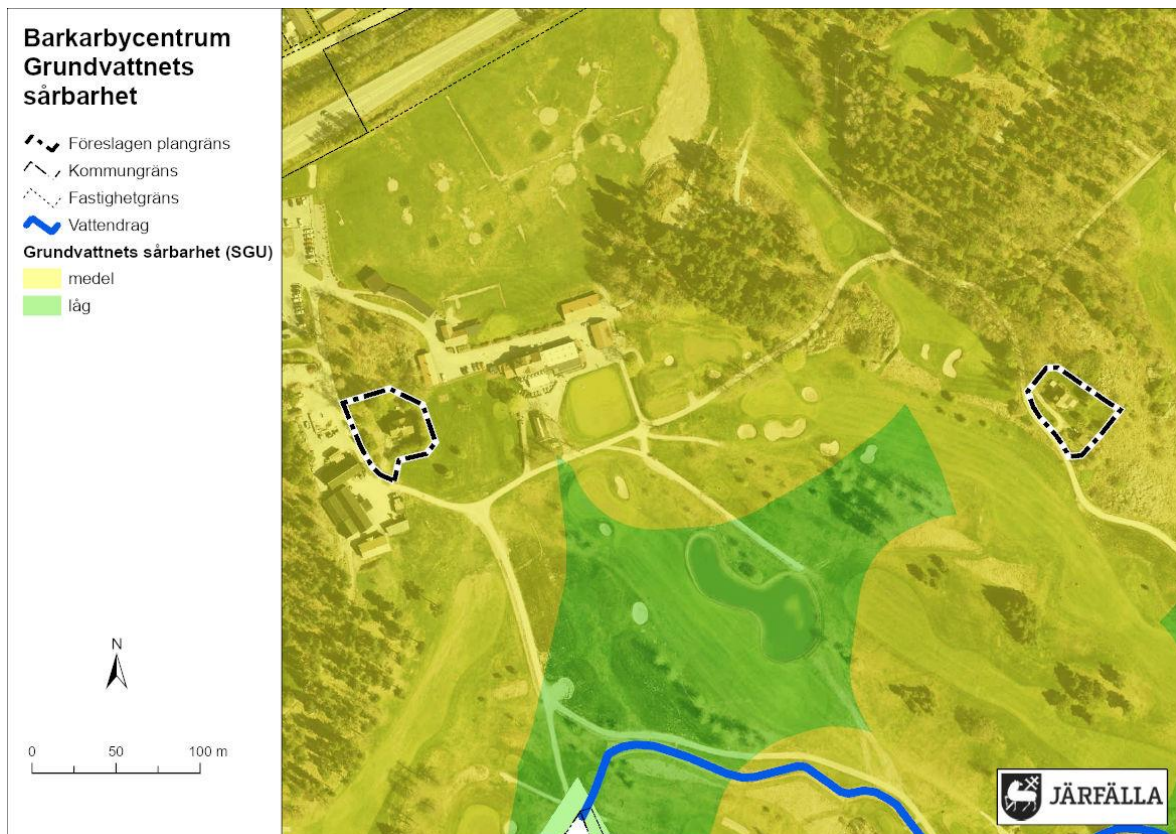 Barkarbycentrum
Grundvattnets
sårbarhet
Föreslagen plangräns
Kommungräns
Fastighetgräns
Vattendrag
Grundvattnets sårbarhet (SGU)
medel
låg
N
0 50 100 m
JÄRFÄLLA